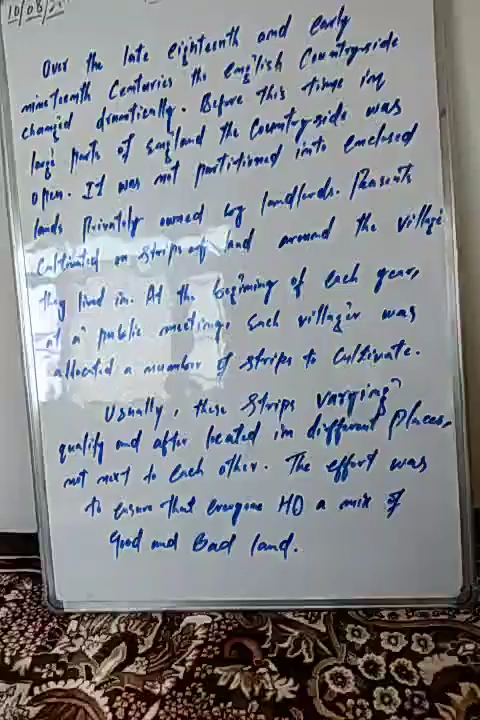 10/08/2
Over the late eighteenth and early
nineteenth Centuries the english Countryside
changed dramatically. Before this time in
large parts of England the Countryside was
open. It was not partitioned into enclosed
lands Privately owned by landlords. Peasents
Cultivated on strips of land around the village
they lived in. At the beginning of each year,
at a public meeting, each villager was
allocated a number of strips to Cultivate.
Usually, these strips varying
quality and after located in different Places,
not next to each other. The effort was
to ensure that everyone HD a mix of
Good and Bad land.